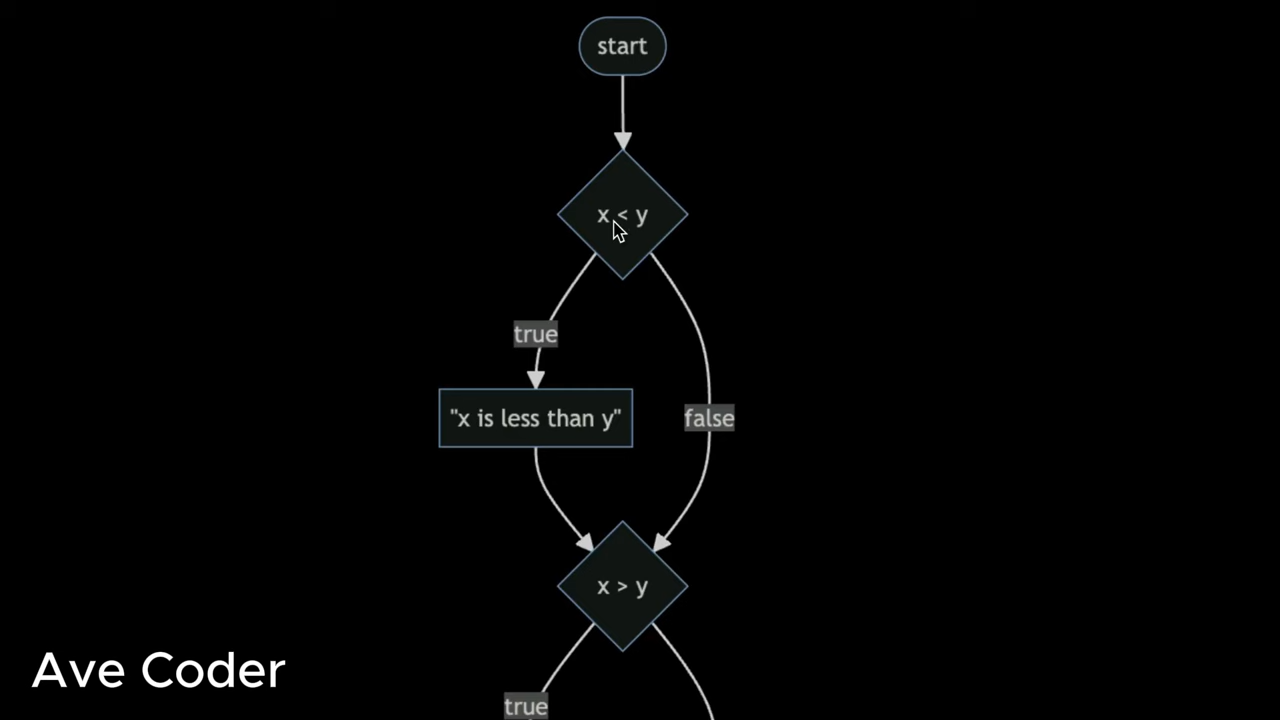 start
x < y
true
"x is less than y"
false
x > y
true
Ave Coder